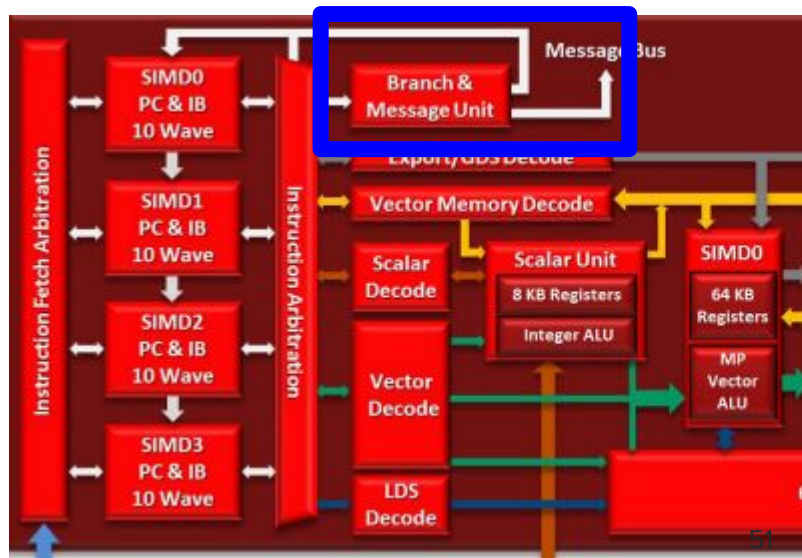 Instruction Fetch Arbitration
SIMD0
PC & IB
10 Wave
SIMD1
PC & IB
10 Wave
SIMD2
PC & IB
10 Wave
SIMD3
PC & IB
10 Wave
Instruction Arbitration
Branch &
Message Unit
Message Bus
Export/GDS Decode
Vector Memory Decode
Scalar
Decode
Vector
Decode
LDS
Decode
Scalar Unit
8 KB Registers
Integer ALU
SIMD0
64 KB
Registers
MP
Vector
ALU
51